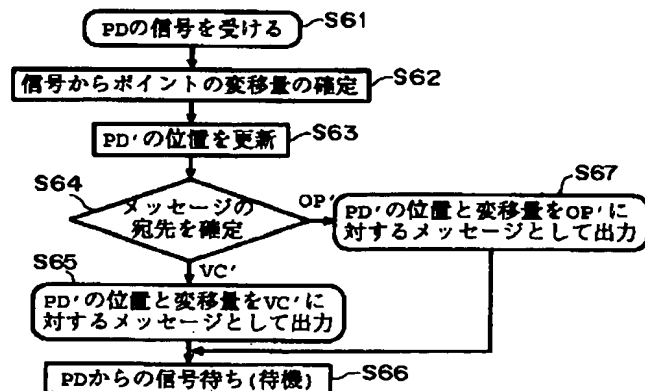 PDの信号を受ける
S61
信号からポイントの変移量の確定
S62
PD'の位置を更新
S63
S64
メッセージの
宛先を確定
OP'
S67
PD'の位置と変移量をOP'に
対するメッセージとして出力
S65
VC'
PD'の位置と変移量をVC'に
対するメッセージとして出力
PDからの信号待ち(待機)
S66